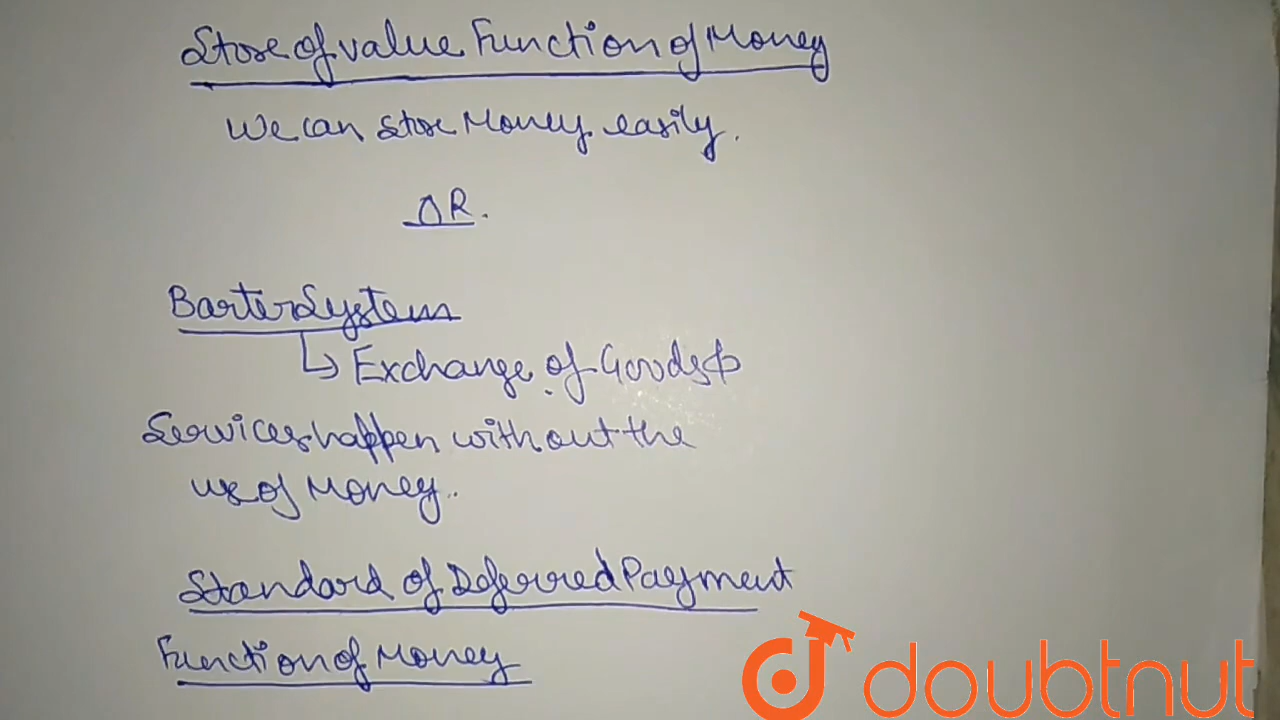 Store of value Function of Money
We can store Money easily.
OR.
Barter System
↳ Exchange of Goods &
Services happen without the
use of Money.
Standard of Deferred Payment
Function of Money
doubtnut